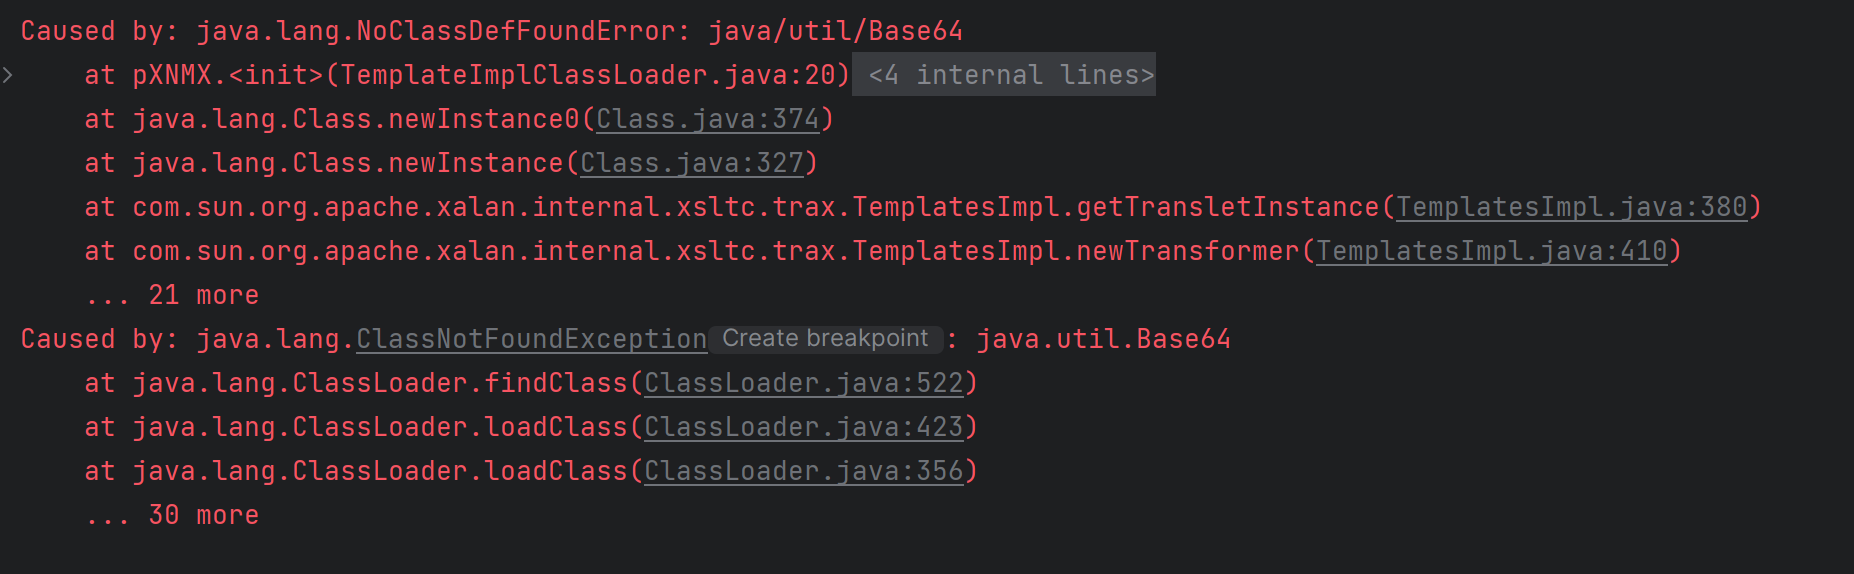 Caused by: java.lang.NoClassDefFoundError: java/util/Base64
at pXNMX.<init>(TemplateImplClassLoader.java:20) <4 internal lines>
at java.lang.Class.newInstance0(Class.java:374)
at java.lang.Class.newInstance(Class.java:327)
at com.sun.org.apache.xalan.internal.xsltc.trax.TemplatesImpl.getTransletInstance(TemplatesImpl.java:380)
at com.sun.org.apache.xalan.internal.xsltc.trax.TemplatesImpl.newTransformer(TemplatesImpl.java:410)
... 21 more
Caused by: java.lang.ClassNotFoundException Create breakpoint : java.util.Base64
at java.lang.ClassLoader.findClass(ClassLoader.java:522)
at java.lang.ClassLoader.loadClass(ClassLoader.java:423)
at java.lang.ClassLoader.loadClass(ClassLoader.java:356)
... 30 more